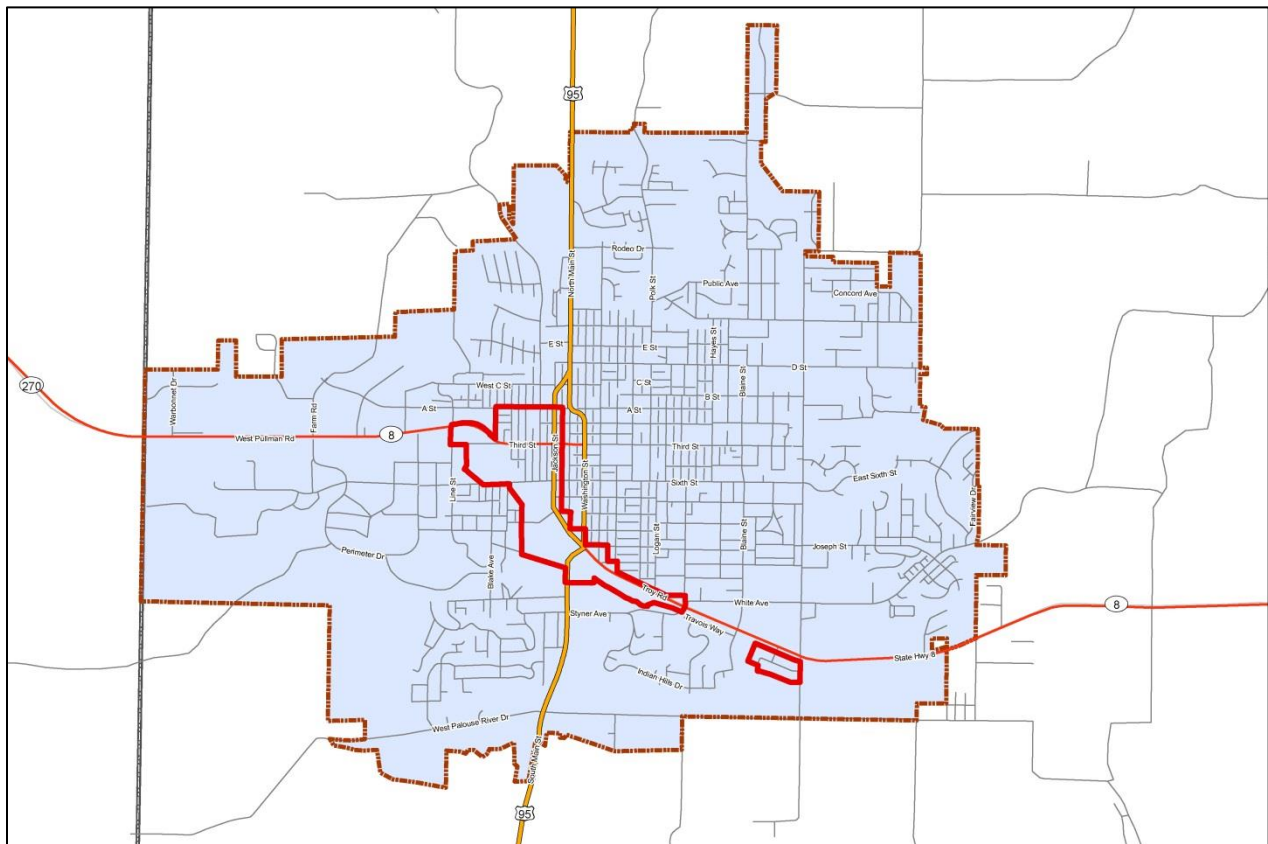 95
Rodeo Dr
North Main St
Polk St
Public Ave
Concord Ave
Hayes St
E St
E St
D St
270
Warbonnet Dr
Farm Rd
West C St
C St
Blaine St
B St
A St
A St
8
West Pullman Rd
Third St
Jackson St
Washington St
Third St
Line St
Sixth St
East Sixth St
Fairview Dr
Perimeter Dr
Blake Ave
Logan St
Blaine St
Joseph St
Troy Rd
White Ave
8
Styner Ave
Travois Way
State Hwy 8
Indian Hills Dr
West Palouse River Dr
South Main St
95